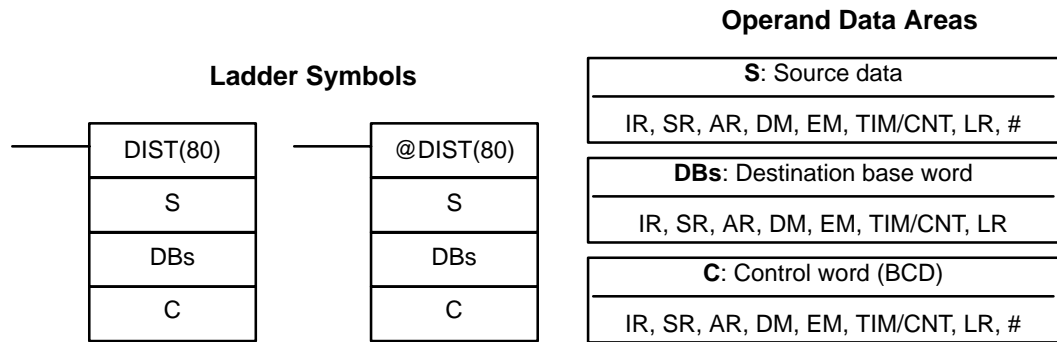 Operand Data Areas
Ladder Symbols
DIST(80)
S
DBs
C
@DIST(80)
S
DBs
C
S: Source data
IR, SR, AR, DM, EM, TIM/CNT, LR, #
DBs: Destination base word
IR, SR, AR, DM, EM, TIM/CNT, LR
C: Control word (BCD)
IR, SR, AR, DM, EM, TIM/CNT, LR, #